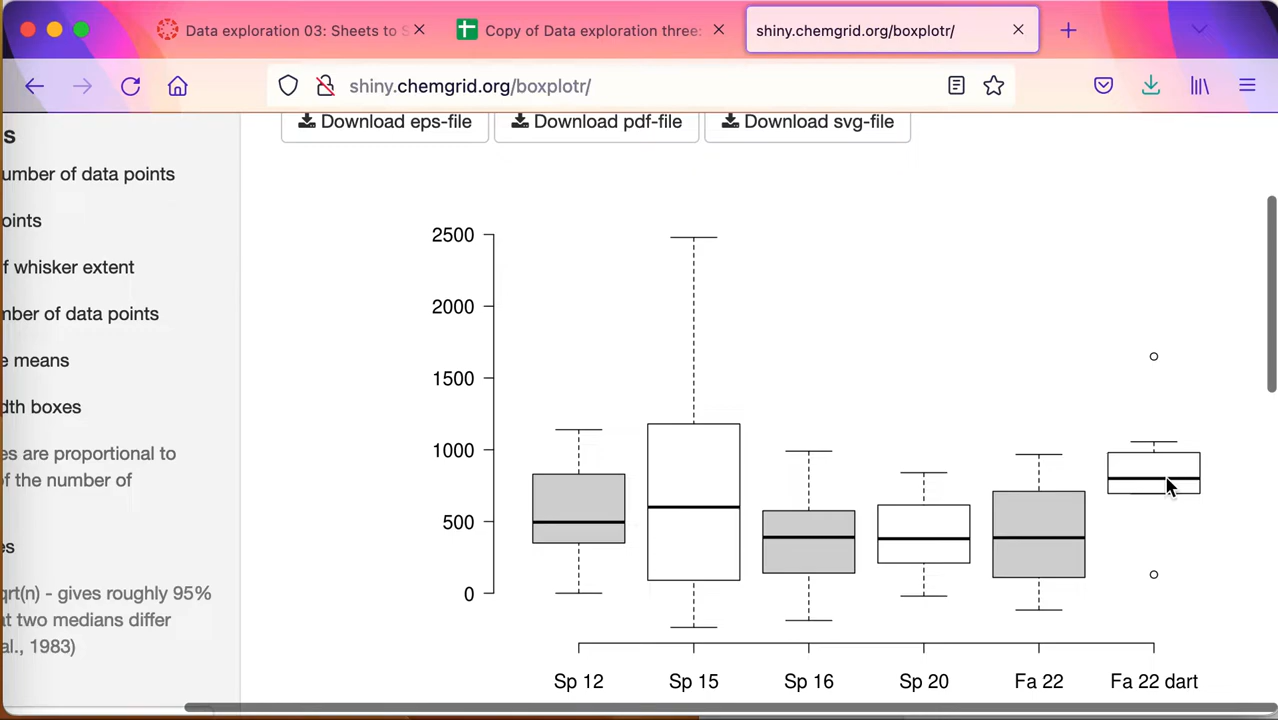 Data exploration 03: Sheets to S
Copy of Data exploration three:
shiny.chemgrid.org/boxplotr/
shiny.chemgrid.org/boxplotr/
Download eps-file
Download pdf-file
Download svg-file
s
umber of data points
oints
f whisker extent
mber of data points
e means
dth boxes
es are proportional to
of the number of
es
qrt(n) - gives roughly 95%
at two medians differ
al., 1983)
2500
2000
1500
1000
500
0
Sp 12
Sp 15
Sp 16
Sp 20
Fa 22
Fa 22 dart